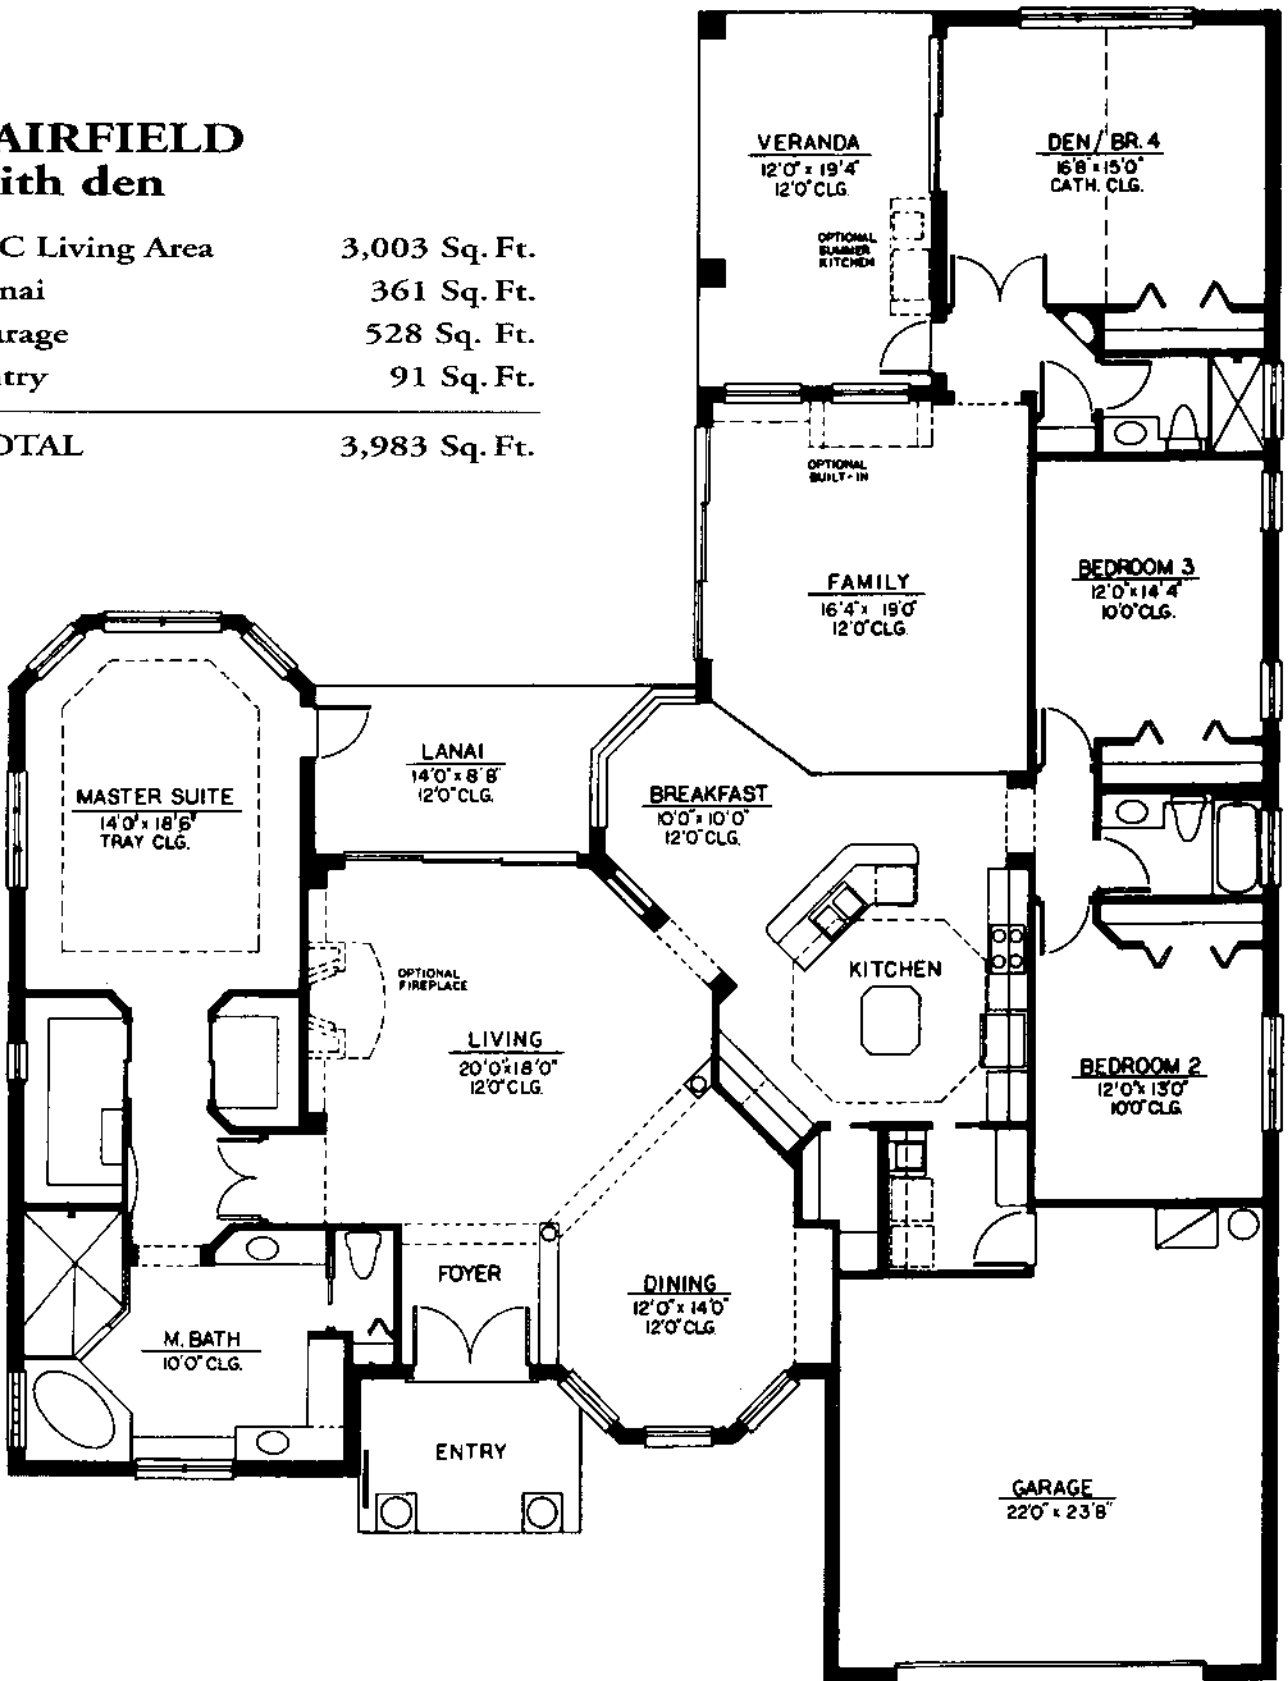 AIRFIELD
ith den
C Living Area 3,003 Sq. Ft.
nai 361 Sq. Ft.
arage 528 Sq. Ft.
ntry 91 Sq. Ft.
OTAL 3,983 Sq. Ft.
VERANDA
12'0" x 19'4"
12'0" CLG.
OPTIONAL
SUMMER
KITCHEN
DEN / BR. 4
16'8" x 15'0"
CATH. CLG.
OPTIONAL
BUILT-IN
FAMILY
16'4" x 19'0"
12'0" CLG.
BEDROOM 3
12'0" x 14'4"
10'0" CLG.
LANAI
14'0" x 8'8"
12'0" CLG.
MASTER SUITE
14'0" x 18'6"
TRAY CLG.
BREAKFAST
10'0" x 10'0"
12'0" CLG.
OPTIONAL
FIREPLACE
KITCHEN
LIVING
20'0" x 18'0"
12'0" CLG.
BEDROOM 2
12'0" x 13'0"
10'0" CLG.
FOYER
DINING
12'0" x 14'0"
12'0" CLG.
M. BATH
10'0" CLG.
ENTRY
GARAGE
22'0" x 23'8"